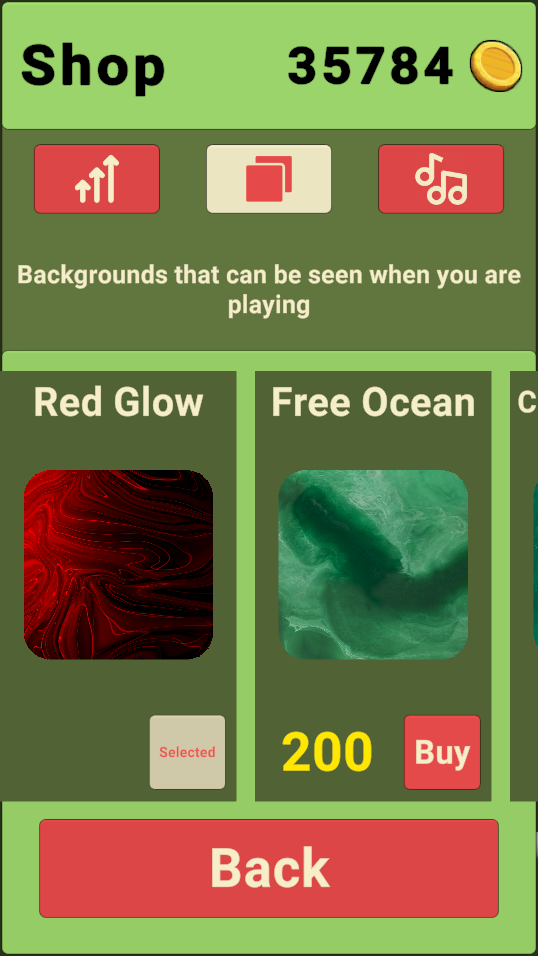 Shop 35784
Backgrounds that can be seen when you are
playing
Red Glow
Free Ocean
C
Selected
200
Buy
Back